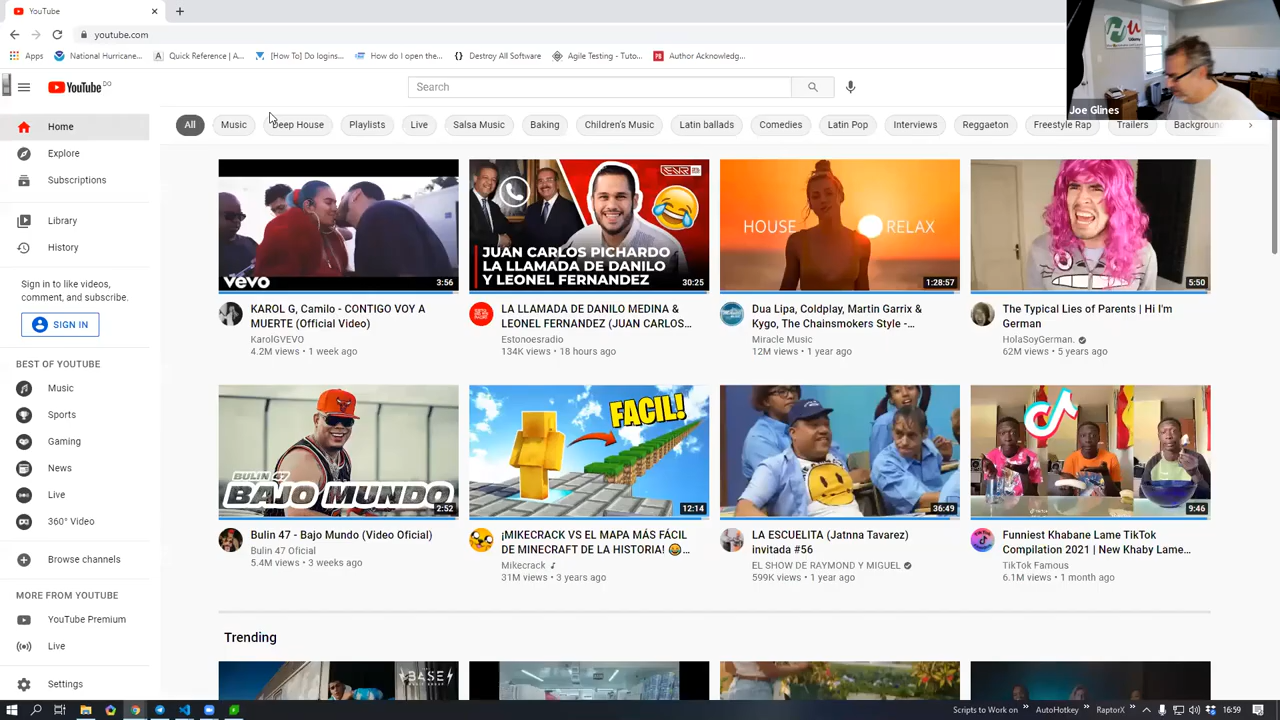 YouTube
youtube.com
Apps
National Hurricane...
Quick Reference | A...
[How To] Do logins...
How do I open the...
Destroy All Software
Agile Testing - Tuto...
Author Acknowledg...
Joe Glines
YouTube DO
Search
Home
Explore
Subscriptions
Library
History
Sign in to like videos,
comment, and subscribe.
SIGN IN
BEST OF YOUTUBE
Music
Sports
Gaming
News
Live
360° Video
Browse channels
MORE FROM YOUTUBE
YouTube Premium
Live
Settings
All
Music
Deep House
Live
Salsa Music
Baking
Children's Music
Latin ballads
Comedies
Latin Pop
Interviews
Reggaeton
Freestyle Rap
Trailers
vevo
3:56
KAROL G, Camilo - CONTIGO VOY A
MUERTE (Official Video)
KarolGVEVO
4.2M views • 1 week ago
JUAN CARLOS PICHARDO
LA LLAMADA DE DANILO
Y LEONEL FERNANDEZ
30:25
LA LLAMADA DE DANILO MEDINA &
LEONEL FERNANDEZ (JUAN CARLOS...
Estonoesradio
134K views • 18 hours ago
HOUSE RELAX
1:28:57
Dua Lipa, Coldplay, Martin Garrix &
Kygo, The Chainsmokers Style -...
Miracle Music
12M views • 1 year ago
5:50
The Typical Lies of Parents | Hi I'm
German
HolaSoyGerman.
62M views • 5 years ago
BULIN 47
BAJO MUNDO
2:52
Bulin 47 - Bajo Mundo (Video Oficial)
Bulin 47 Oficial
5.4M views • 3 weeks ago
FACIL!
12:14
¡MIKECRACK VS EL MAPA MÁS FÁCIL
DE MINECRAFT DE LA HISTORIA! 😂...
Mikecrack
31M views • 3 years ago
36:49
LA ESCUELITA (Jatnna Tavarez)
invitada #56
EL SHOW DE RAYMOND Y MIGUEL
599K views • 1 year ago
9:46
Funniest Khabane Lame TikTok
Compilation 2021 | New Khaby Lame...
TikTok Famous
6.1M views • 1 month ago
Trending
BASE
Scripts to Work on
AutoHotkey
RaptorX
16:59